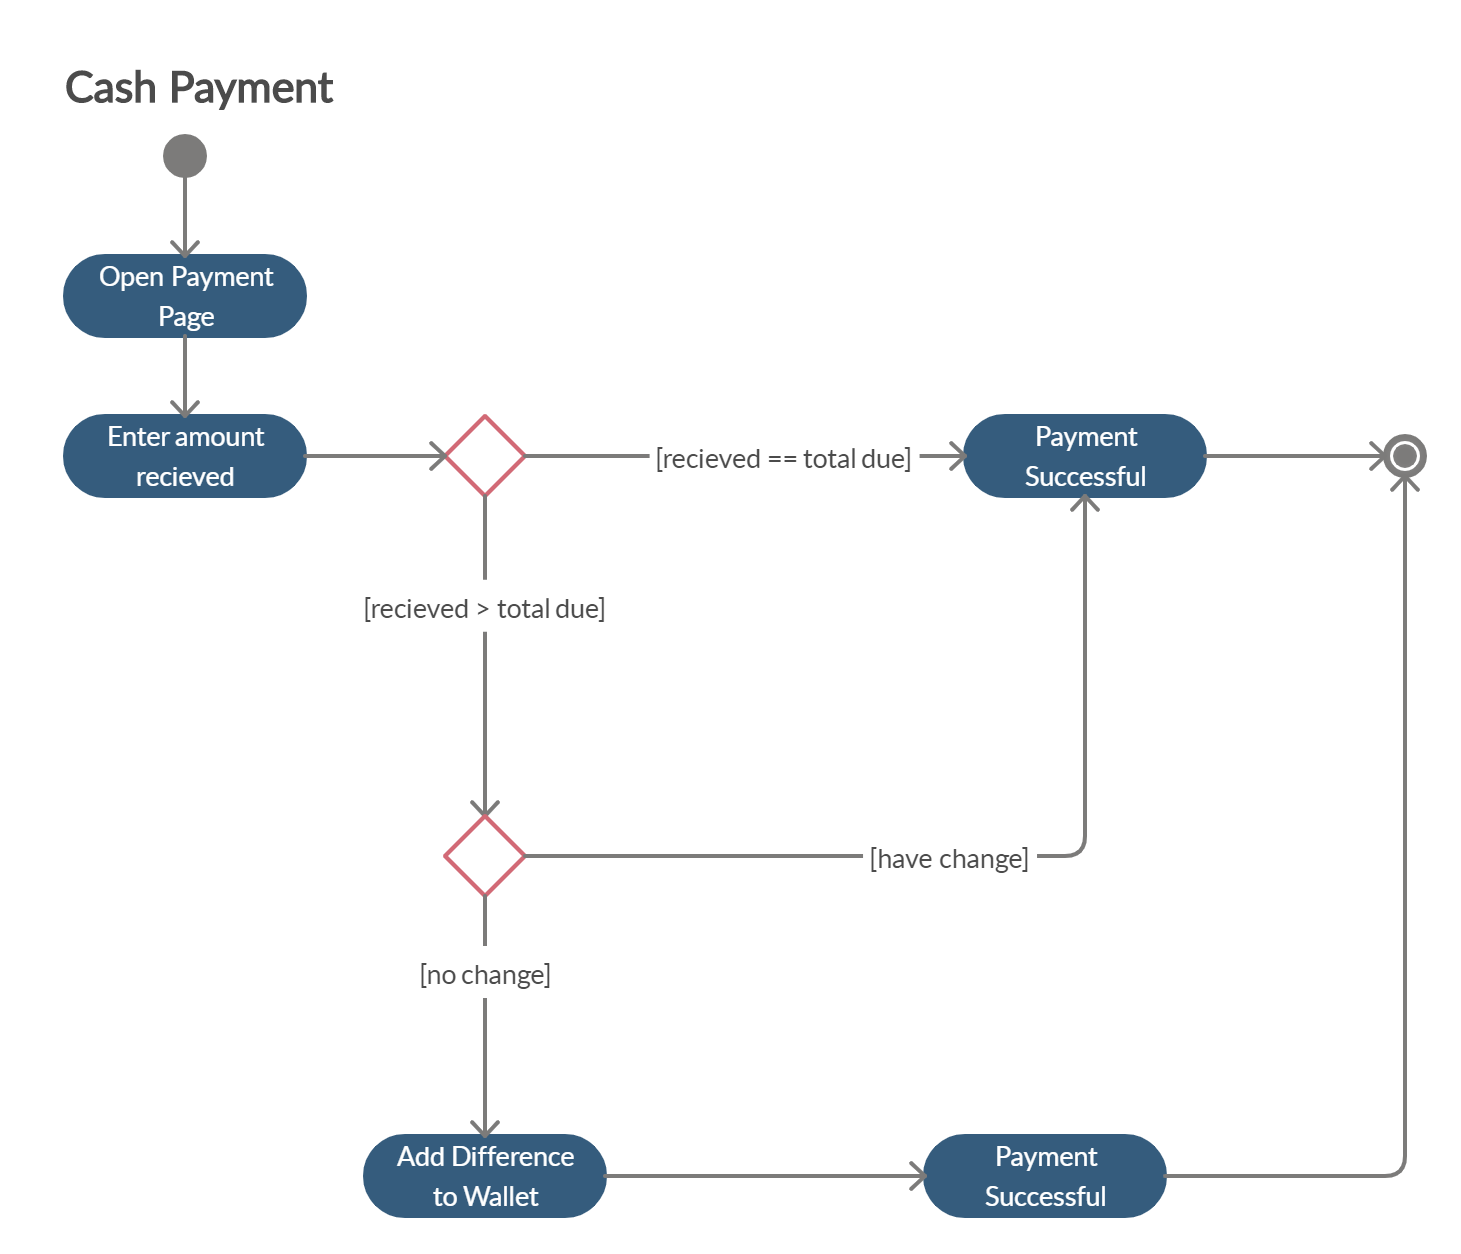 Cash Payment
Open Payment
Page
Enter amount
recieved
[recieved == total due]
Payment
Successful
[recieved > total due]
[have change]
[no change]
Add Difference
to Wallet
Payment
Successful